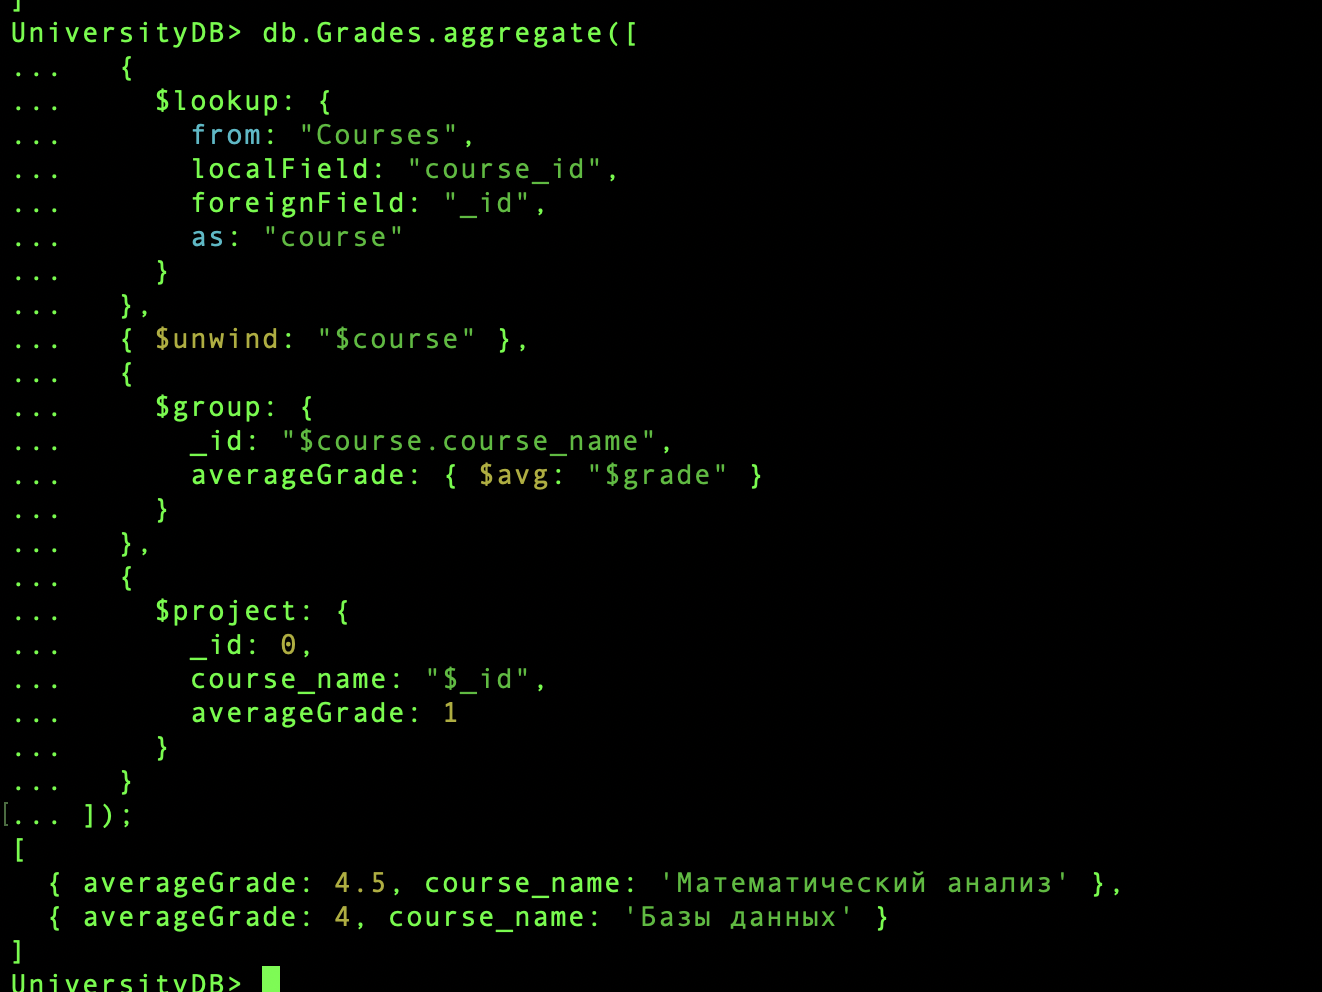 ]
UniversityDB> db.Grades.aggregate([
...   {
...     $lookup: {
...       from: "Courses",
...       localField: "course_id",
...       foreignField: "_id",
...       as: "course"
...     }
...   },
...   { $unwind: "$course" },
...   {
...     $group: {
...       _id: "$course.course_name",
...       averageGrade: { $avg: "$grade" }
...     }
...   },
...   {
...     $project: {
...       _id: 0,
...       course_name: "$_id",
...       averageGrade: 1
...     }
...   }
[... ]);
[
  { averageGrade: 4.5, course_name: 'Математический анализ' },
  { averageGrade: 4, course_name: 'Базы данных' }
]
UniversityDB>